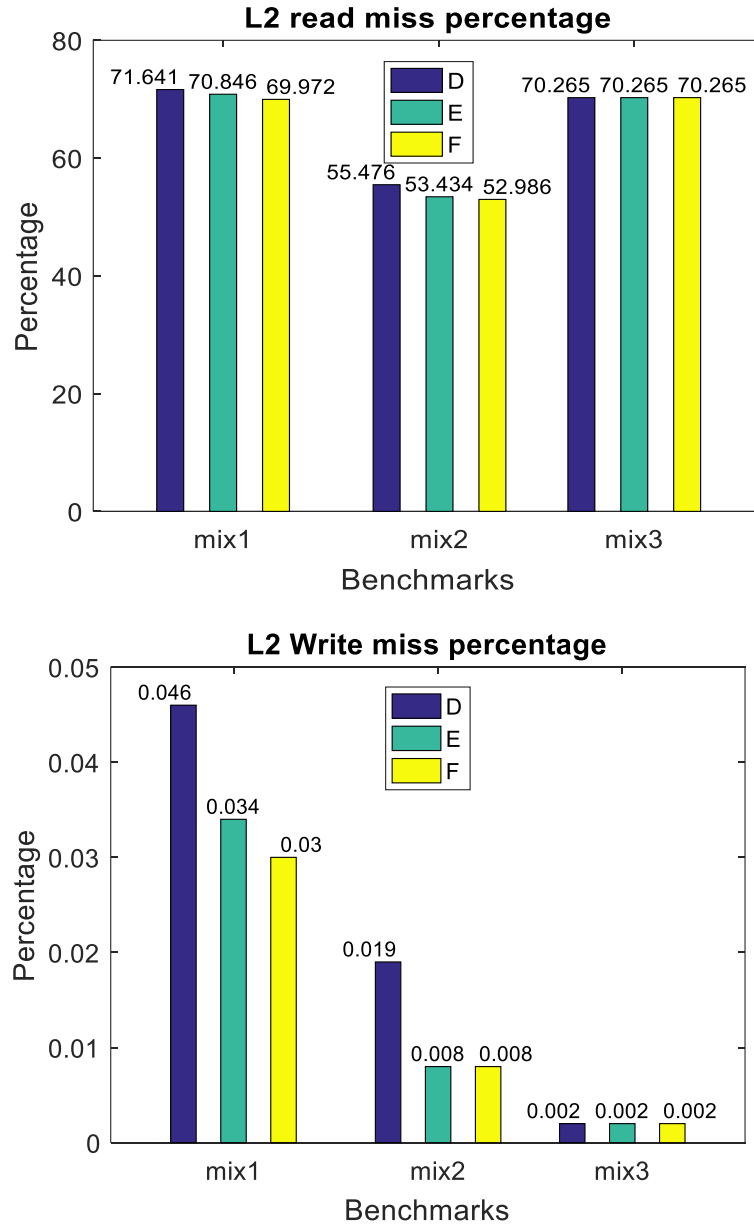 L2 read miss percentage
80
60
40
20
0
Percentage
71.641 70.846 69.972
55.476 53.434 52.986
70.265 70.265 70.265
D
E
F
mix1 mix2 mix3
Benchmarks
L2 Write miss percentage
0.05
0.04
0.03
0.02
0.01
0
Percentage
0.046
0.034
0.03
0.019
0.008 0.008
0.002 0.002 0.002
D
E
F
mix1 mix2 mix3
Benchmarks